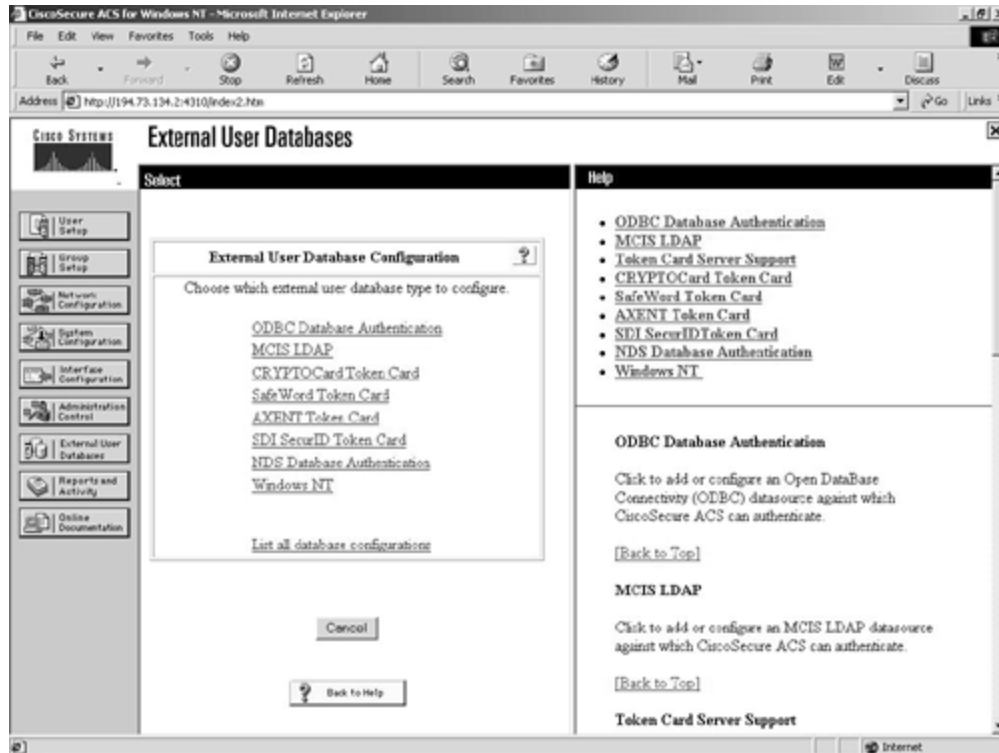 CiscoSecure ACS for Windows NT - Microsoft Internet Explorer
File Edit View Favorites Tools Help
Back Forward Stop Refresh Home Search Favorites History Mail Print Edit Discuss
Address http://194.73.134.2:4310/index2.htm Go Links
CISCO SYSTEMS
External User Databases
Select
User Setup
Group Setup
Network Configuration
System Configuration
Interface Configuration
Administration Control
External User Databases
Reports and Activity
Online Documentation
External User Database Configuration ?
Choose which external user database type to configure.
ODBC Database Authentication
MCIS LDAP
CRYPTOCard Token Card
SafeWord Token Card
AXENT Token Card
SDI SecurID Token Card
NDS Database Authentication
Windows NT
List all database configurations
Cancel
? Back to Help
Help
• ODBC Database Authentication
• MCIS LDAP
• Token Card Server Support
• CRYPTOCard Token Card
• SafeWord Token Card
• AXENT Token Card
• SDI SecurIDToken Card
• NDS Database Authentication
• Windows NT
ODBC Database Authentication
Click to add or configure an Open DataBase
Connectivity (ODBC) datasource against which
CiscoSecure ACS can authenticate.
[Back to Top]
MCIS LDAP
Click to add or configure an MCIS LDAP datasource
against which CiscoSecure ACS can authenticate.
[Back to Top]
Token Card Server Support
Internet